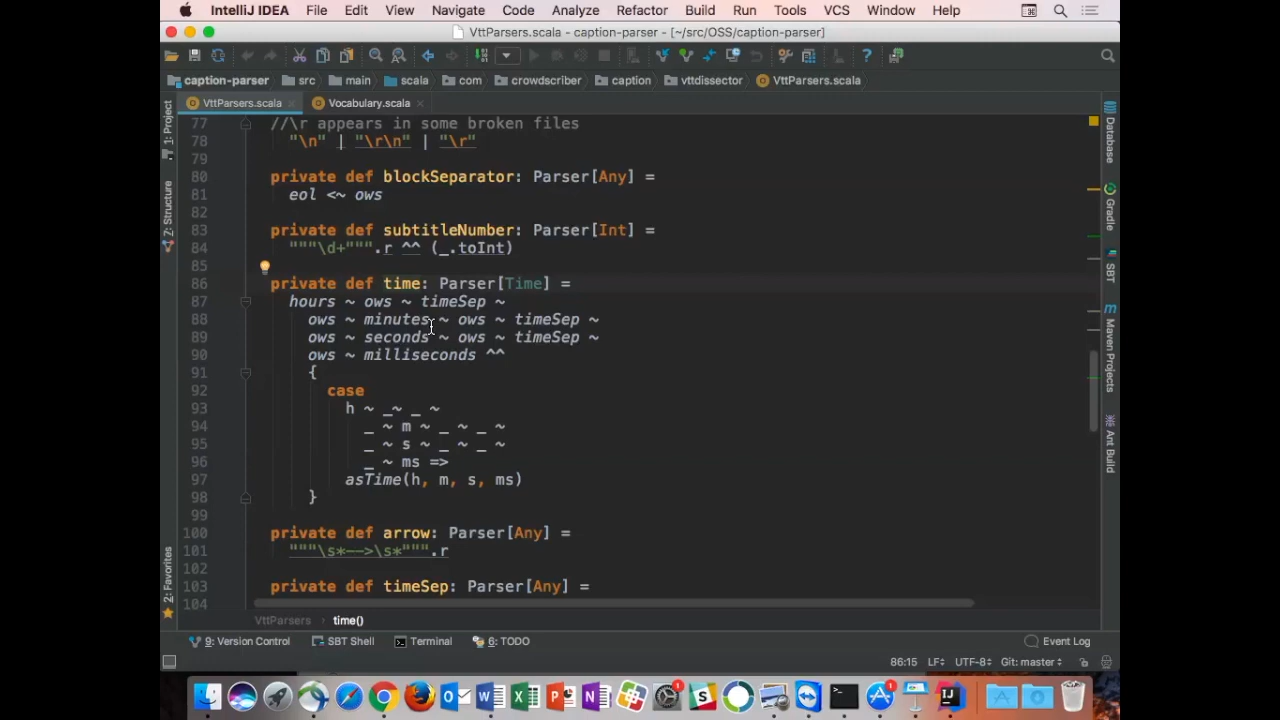 IntelliJ IDEA File Edit View Navigate Code Analyze Refactor Build Run Tools VCS Window Help
VttParsers.scala - caption-parser - [~/src/OSS/caption-parser]
caption-parser src main scala com crowdscriber caption vttdissector VttParsers.scala
VttParsers.scala Vocabulary.scala
1: Project
Z: Structure
2: Favorites
77 //\r appears in some broken files
78 "\n" | "\r\n" | "\r"
79
80 private def blockSeparator: Parser[Any] =
81 eol <~ ows
82
83 private def subtitleNumber: Parser[Int] =
84 """\d+""".r ^^ (_.toInt)
85
86 private def time: Parser[Time] =
87 hours ~ ows ~ timeSep ~
88 ows ~ minutes ~ ows ~ timeSep ~
89 ows ~ seconds ~ ows ~ timeSep ~
90 ows ~ milliseconds ^^
91 {
92 case
93 h ~ _~ _ ~
94 _ ~ m ~ _ ~ _ ~
95 _ ~ s ~ _ ~ _ ~
96 _ ~ ms =>
97 asTime(h, m, s, ms)
98 }
99
100 private def arrow: Parser[Any] =
101 """\s*-->\s*""".r
102
103 private def timeSep: Parser[Any] =
104
Database
Gradle
SBT
Maven Projects
Ant Build
VttParsers time()
9: Version Control SBT Shell Terminal 6: TODO Event Log
86:15 LF UTF-8 Git: master